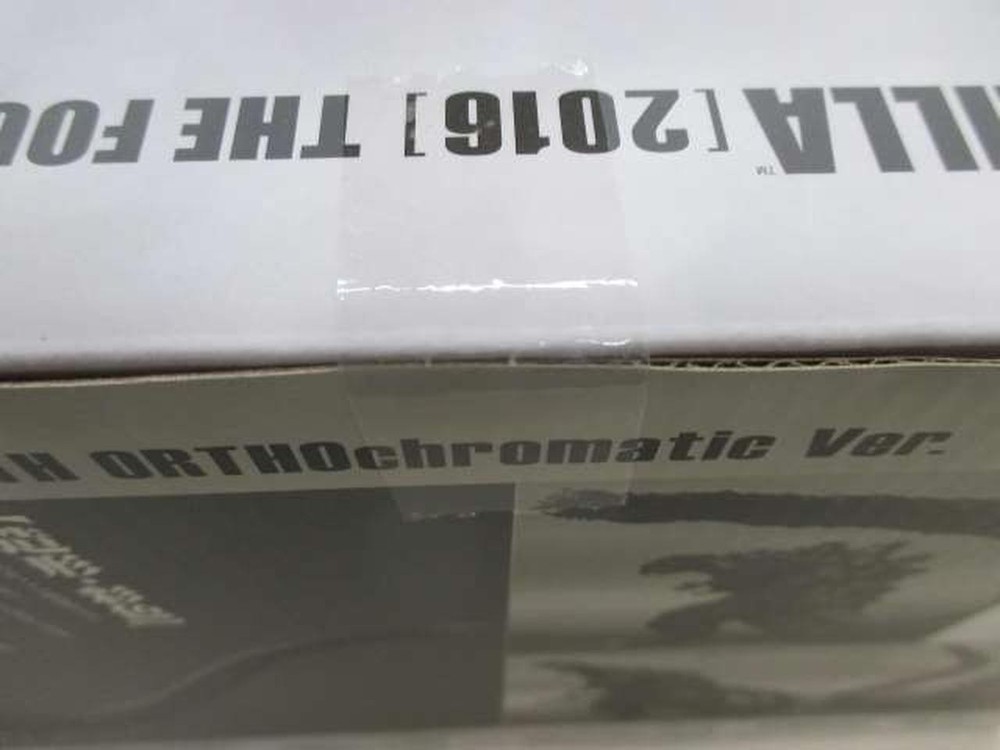 ILLA™ [2016] THE FOU
H ORTHOchromatic Ver.